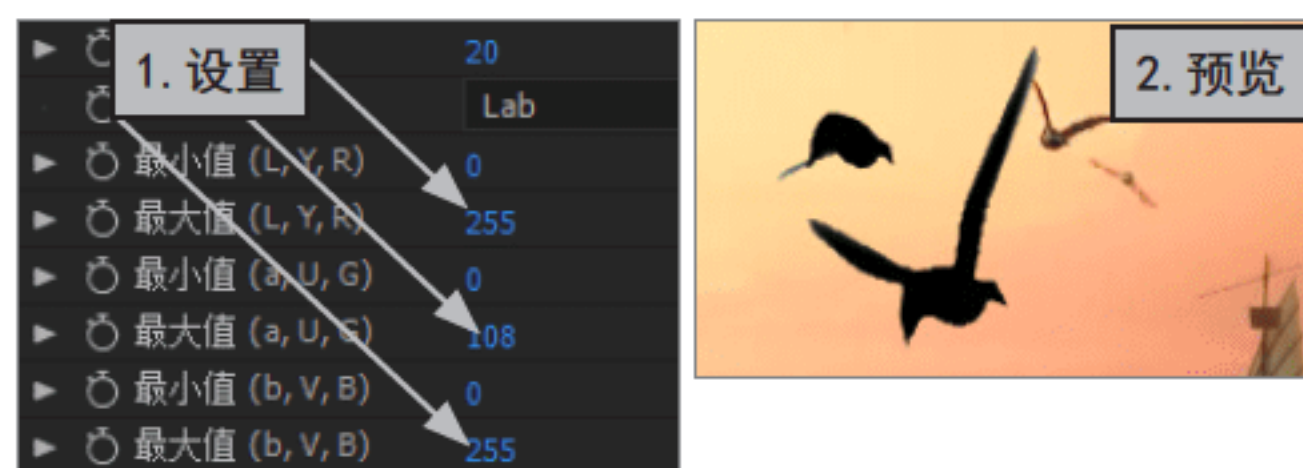 1. 设置
20
Lab
最小值 (L, Y, R) 0
最大值 (L, Y, R) 255
最小值 (a, U, G) 0
最大值 (a, U, G) 108
最小值 (b, V, B) 0
最大值 (b, V, B) 255
2. 预览